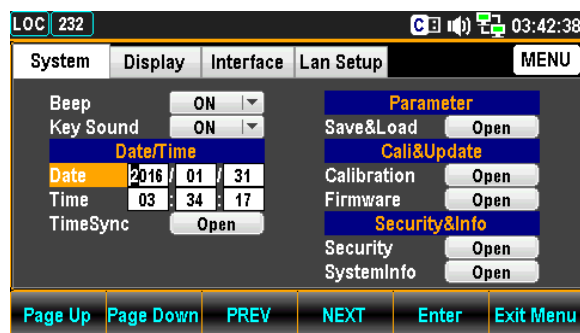 LOC 232 C 03:42:38
System Display Interface Lan Setup MENU
Beep ON
Key Sound ON
Date/Time
Date 2016 / 01 / 31
Time 03 : 34 : 17
TimeSync Open
Parameter
Save&Load Open
Cali&Update
Calibration Open
Firmware Open
Security&Info
Security Open
SystemInfo Open
Page Up Page Down PREV NEXT Enter Exit Menu